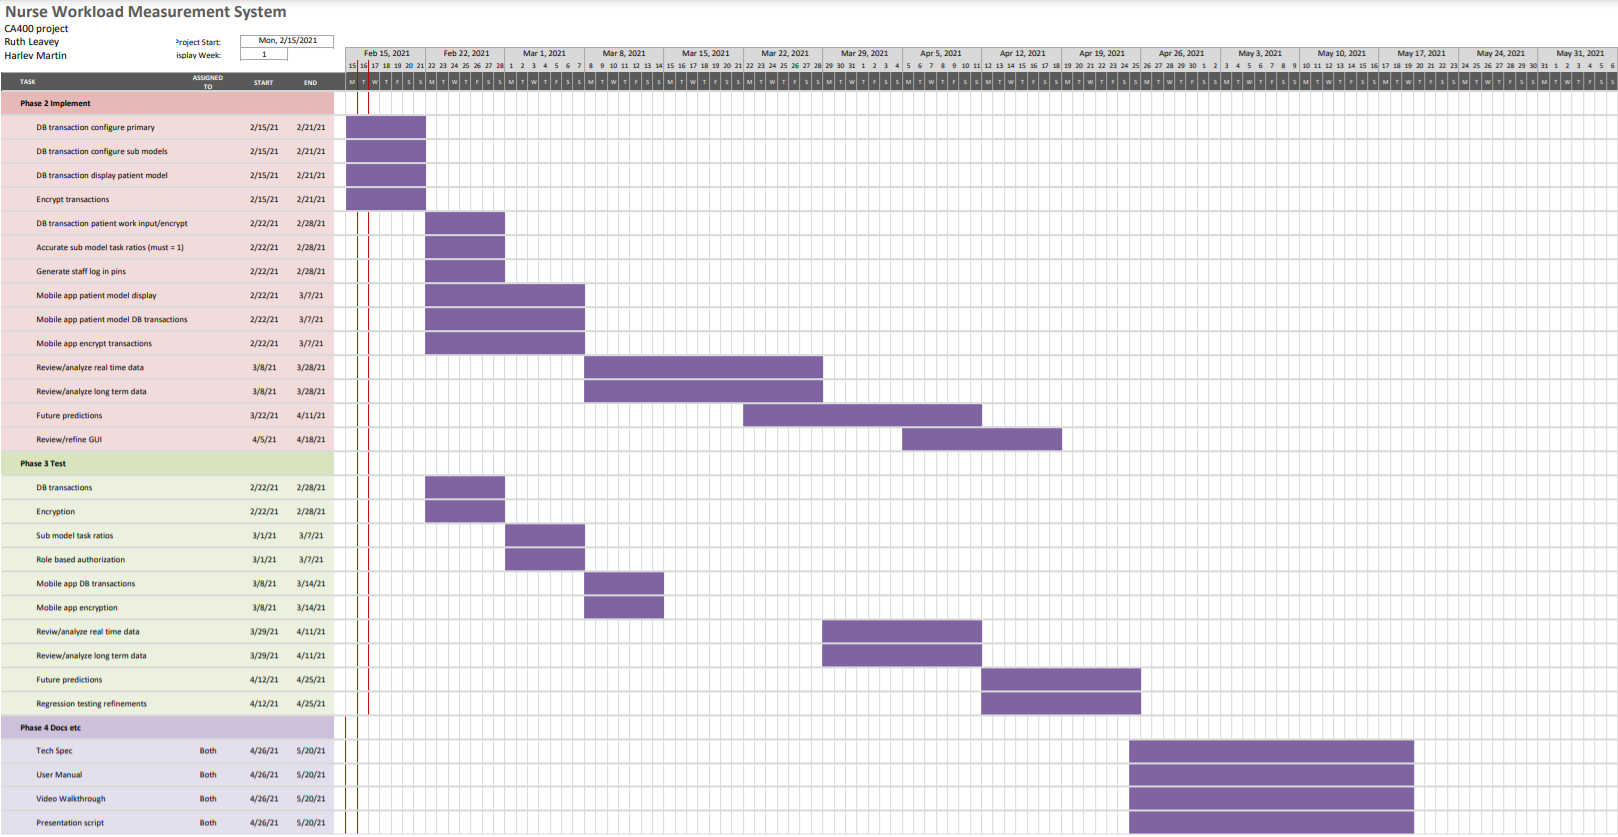 Nurse Workload Measurement System
CA400 project
Ruth Leavey
Harley Martin
Project Start: Mon, 2/15/2021
isplay Week: 1
Feb 15, 2021 Feb 22, 2021 Mar 1, 2021 Mar 8, 2021 Mar 15, 2021 Mar 22, 2021 Mar 29, 2021 Apr 5, 2021 Apr 12, 2021 Apr 19, 2021 Apr 26, 2021 May 3, 2021 May 10, 2021 May 17, 2021 May 24, 2021 May 31, 2021
15 16 17 18 19 20 21 22 23 24 25 26 27 28 1 2 3 4 5 6 7 8 9 10 11 12 13 14 15 16 17 18 19 20 21 22 23 24 25 26 27 28 29 30 31 1 2 3 4 5 6 7 8 9 10 11 12 13 14 15 16 17 18 19 20 21 22 23 24 25 26 27 28 29 30 1 2 3 4 5 6 7 8 9 10 11 12 13 14 15 16 17 18 19 20 21 22 23 24 25 26 27 28 29 30 31 1 2 3 4 5 6
TASK ASSIGNED TO START END M T W T F S S M T W T F S S M T W T F S S M T W T F S S M T W T F S S M T W T F S S M T W T F S S M T W T F S S M T W T F S S M T W T F S S M T W T F S S M T W T F S S M T W T F S S M T W T F S S M T W T F S S M T W T F S S
Phase 2 Implement
DB transaction configure primary 2/15/21 2/21/21
DB transaction configure sub models 2/15/21 2/21/21
DB transaction display patient model 2/15/21 2/21/21
Encrypt transactions 2/15/21 2/21/21
DB transaction patient work input/encrypt 2/22/21 2/28/21
Accurate sub model task ratios (must = 1) 2/22/21 2/28/21
Generate staff log in pins 2/22/21 2/28/21
Mobile app patient model display 2/22/21 3/7/21
Mobile app patient model DB transactions 2/22/21 3/7/21
Mobile app encrypt transactions 2/22/21 3/7/21
Review/analyze real time data 3/8/21 3/28/21
Review/analyze long term data 3/8/21 3/28/21
Future predictions 3/22/21 4/11/21
Review/refine GUI 4/5/21 4/18/21
Phase 3 Test
DB transactions 2/22/21 2/28/21
Encryption 2/22/21 2/28/21
Sub model task ratios 3/1/21 3/7/21
Role based authorization 3/1/21 3/7/21
Mobile app DB transactions 3/8/21 3/14/21
Mobile app encryption 3/8/21 3/14/21
Reviw/analyze real time data 3/29/21 4/11/21
Review/analyze long term data 3/29/21 4/11/21
Future predictions 4/12/21 4/25/21
Regression testing refinements 4/12/21 4/25/21
Phase 4 Docs etc
Tech Spec Both 4/26/21 5/20/21
User Manual Both 4/26/21 5/20/21
Video Walkthrough Both 4/26/21 5/20/21
Presentation script Both 4/26/21 5/20/21